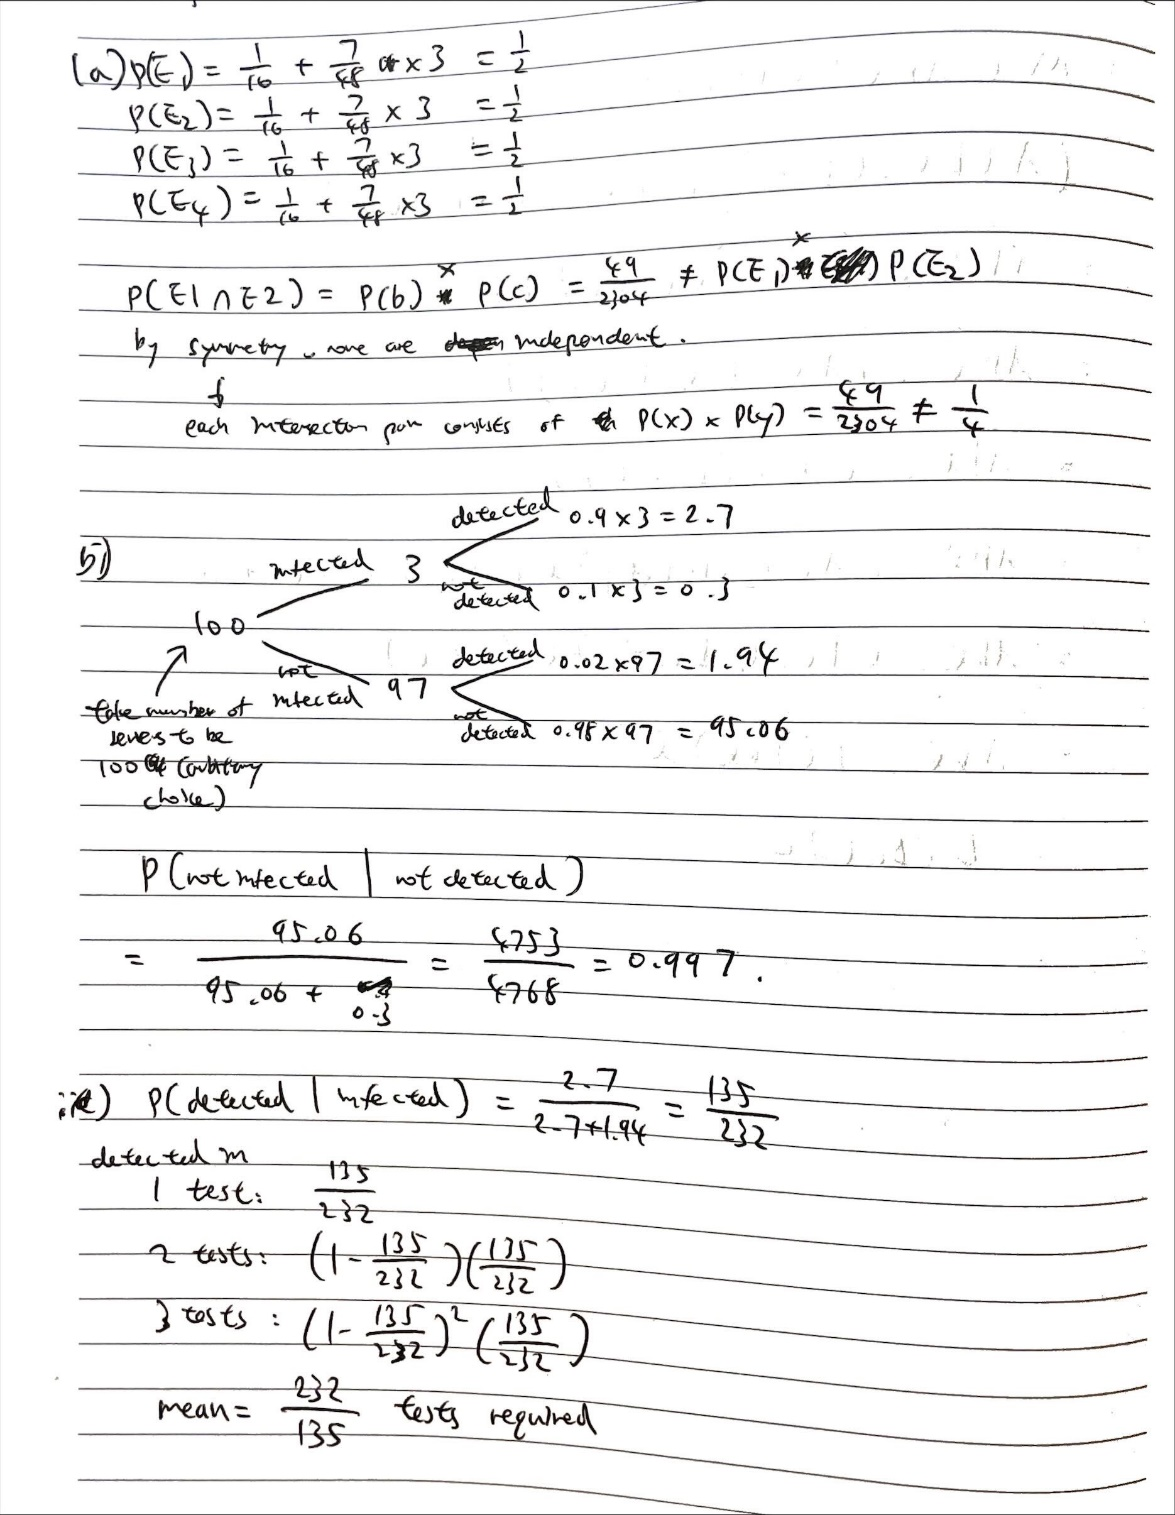 (a) P(E₁) = 1/16 + 7/48 × 3 = 1/2
P(E₂) = 1/16 + 7/48 × 3 = 1/2
P(E₃) = 1/16 + 7/48 × 3 = 1/2
P(E₄) = 1/16 + 7/48 × 3 = 1/2
P(E1 ∩ E2) = P(b) × P(c) = 49/2304 ≠ P(E₁) × P(E₂)
by symmetry, none are independent.
each intersection pair consists of P(x) × P(y) = 49/2304 ≠ 1/4
b)
100
infected 3
detected 0.9 × 3 = 2.7
not detected 0.1 × 3 = 0.3
not infected 97
detected 0.02 × 97 = 1.94
not detected 0.98 × 97 = 95.06
take number of
to be
100 (arbitrary
choice)
P(not infected | not detected)
= 95.06/(95.06 + 0.3) = 4753/4768 = 0.997.
P(detected | infected) = 2.7/(2.7+1.94) = 135/232
detected in
1 test: 135/232
2 tests: (1 - 135/232)(135/232)
3 tests: (1 - 135/232)² (135/232)
mean = 232/135 tests required